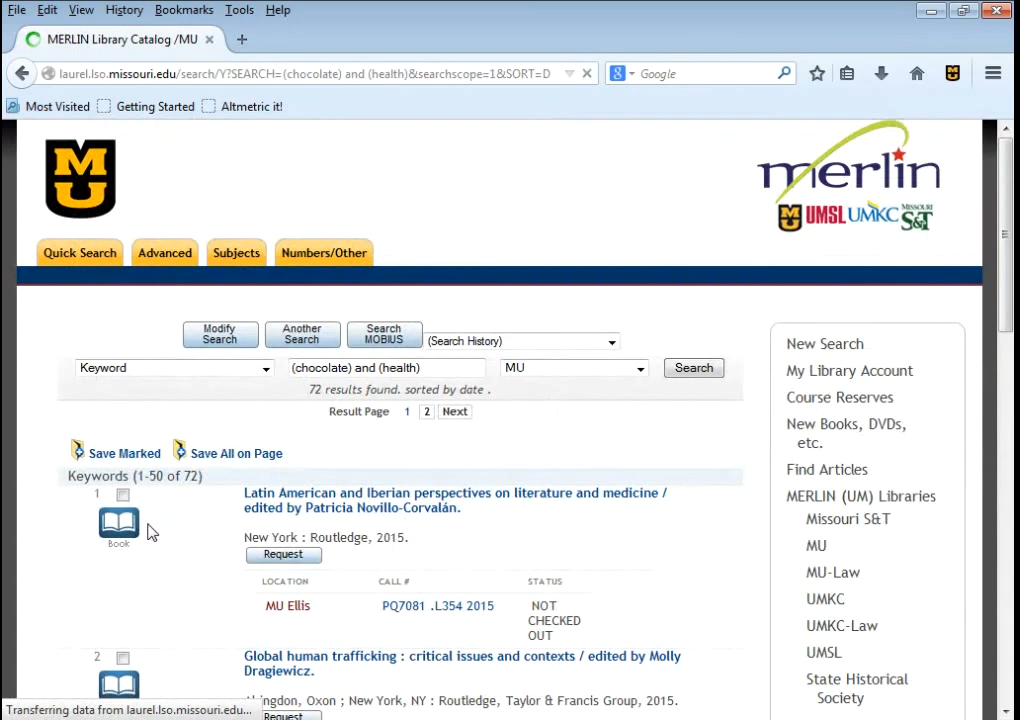 File Edit View History Bookmarks Tools Help
MERLIN Library Catalog /MU × +
laurel.lso.missouri.edu/search/Y?SEARCH=(chocolate) and (health)&searchscope=1&SORT=D
Google
Most Visited Getting Started Altmetric it!
MU
merlin
UMSL UMKC MISSOURI S&T
Quick Search Advanced Subjects Numbers/Other
Modify Search
Another Search
Search MOBIUS
(Search History)
Keyword (chocolate) and (health) MU Search
72 results found. sorted by date .
Result Page 1 2 Next
Save Marked Save All on Page
Keywords (1-50 of 72)
1
Book
Latin American and Iberian perspectives on literature and medicine /
edited by Patricia Novillo-Corvalán.
New York : Routledge, 2015.
Request
LOCATION CALL # STATUS
MU Ellis PQ7081 .L354 2015 NOT
CHECKED
OUT
2
Global human trafficking : critical issues and contexts / edited by Molly
Dragiewicz.
Oxon ; New York, NY : Routledge, Taylor & Francis Group, 2015.
Request
New Search
My Library Account
Course Reserves
New Books, DVDs,
etc.
Find Articles
MERLIN (UM) Libraries
Missouri S&T
MU
MU-Law
UMKC
UMKC-Law
UMSL
State Historical
Society
Transferring data from laurel.lso.missouri.edu...